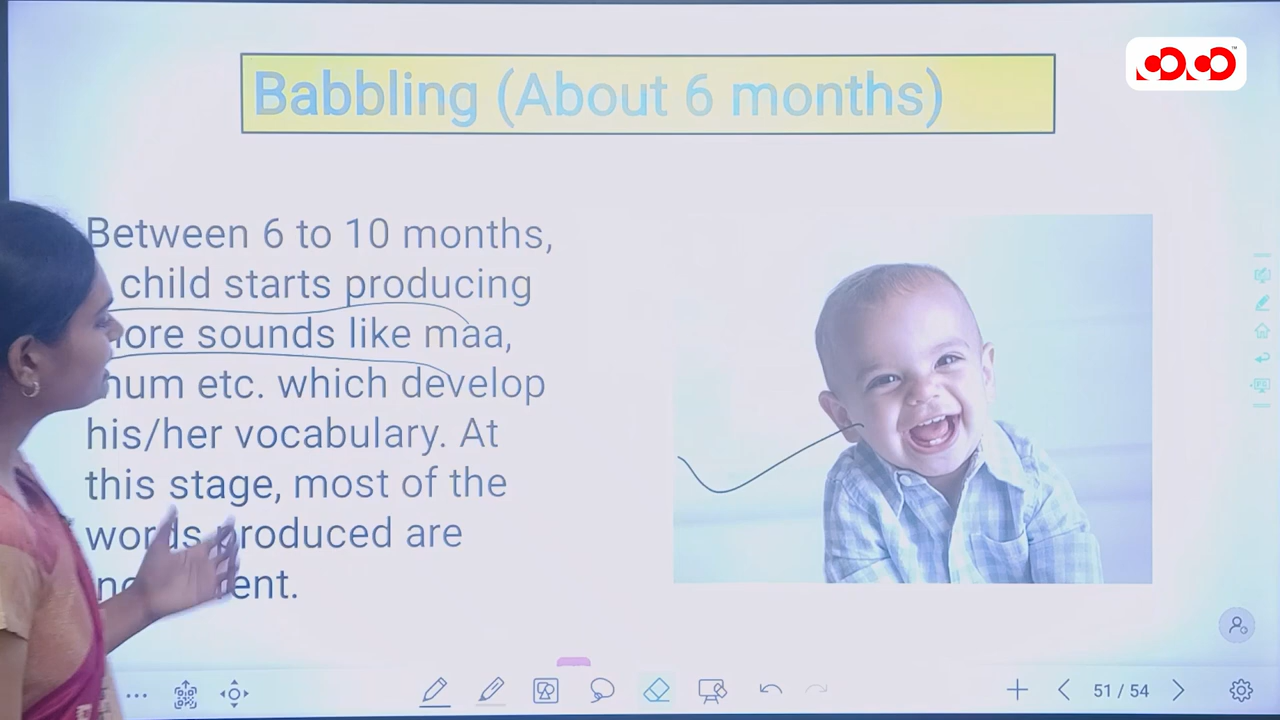 Babbling (About 6 months)
Between 6 to 10 months,
child starts producing
sounds like maa,
etc. which develop
his/her vocabulary. At
this stage, most of the
words produced are
51 / 54